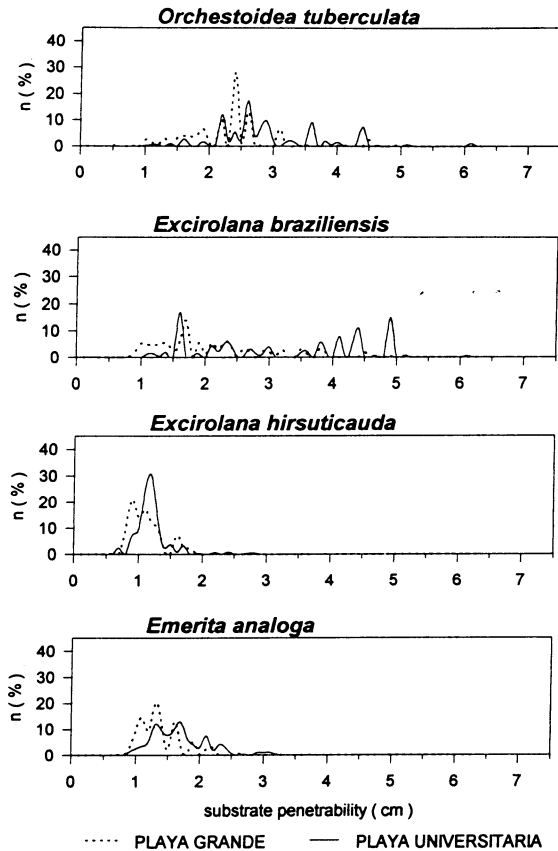 Orchestoidea tuberculata
n ( % )
40
30
20
10
0
0 1 2 3 4 5 6 7
Excirolana braziliensis
n ( % )
40
30
20
10
0
0 1 2 3 4 5 6 7
Excirolana hirsuticauda
n ( % )
40
30
20
10
0
0 1 2 3 4 5 6 7
Emerita analoga
n ( % )
40
30
20
10
0
0 1 2 3 4 5 6 7
substrate penetrability ( cm )
PLAYA GRANDE PLAYA UNIVERSITARIA